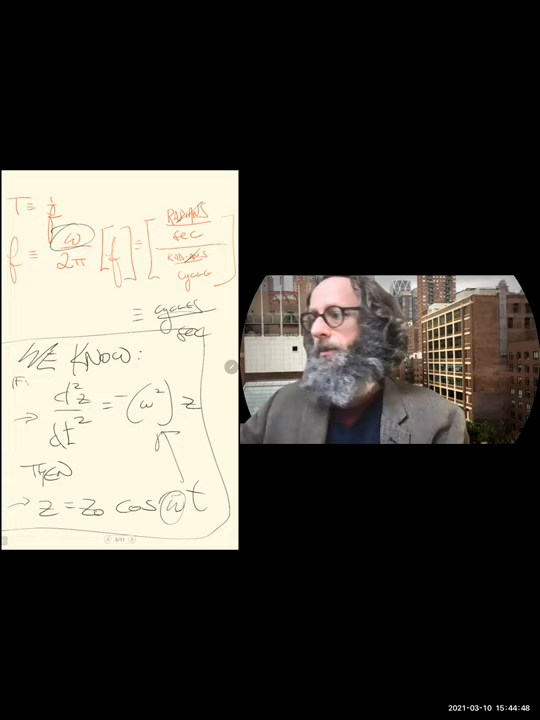 T ≡ 1/f
f ≡ ω/2π [f] ≡ [RADIANS/sec / RADIANS/cycle]
≡ cycles/sec
WE KNOW:
IF
→ d²z/dt² = -(ω²) z
THEN
→ z = z₀ cos ωt
2021-03-10 15:44:48